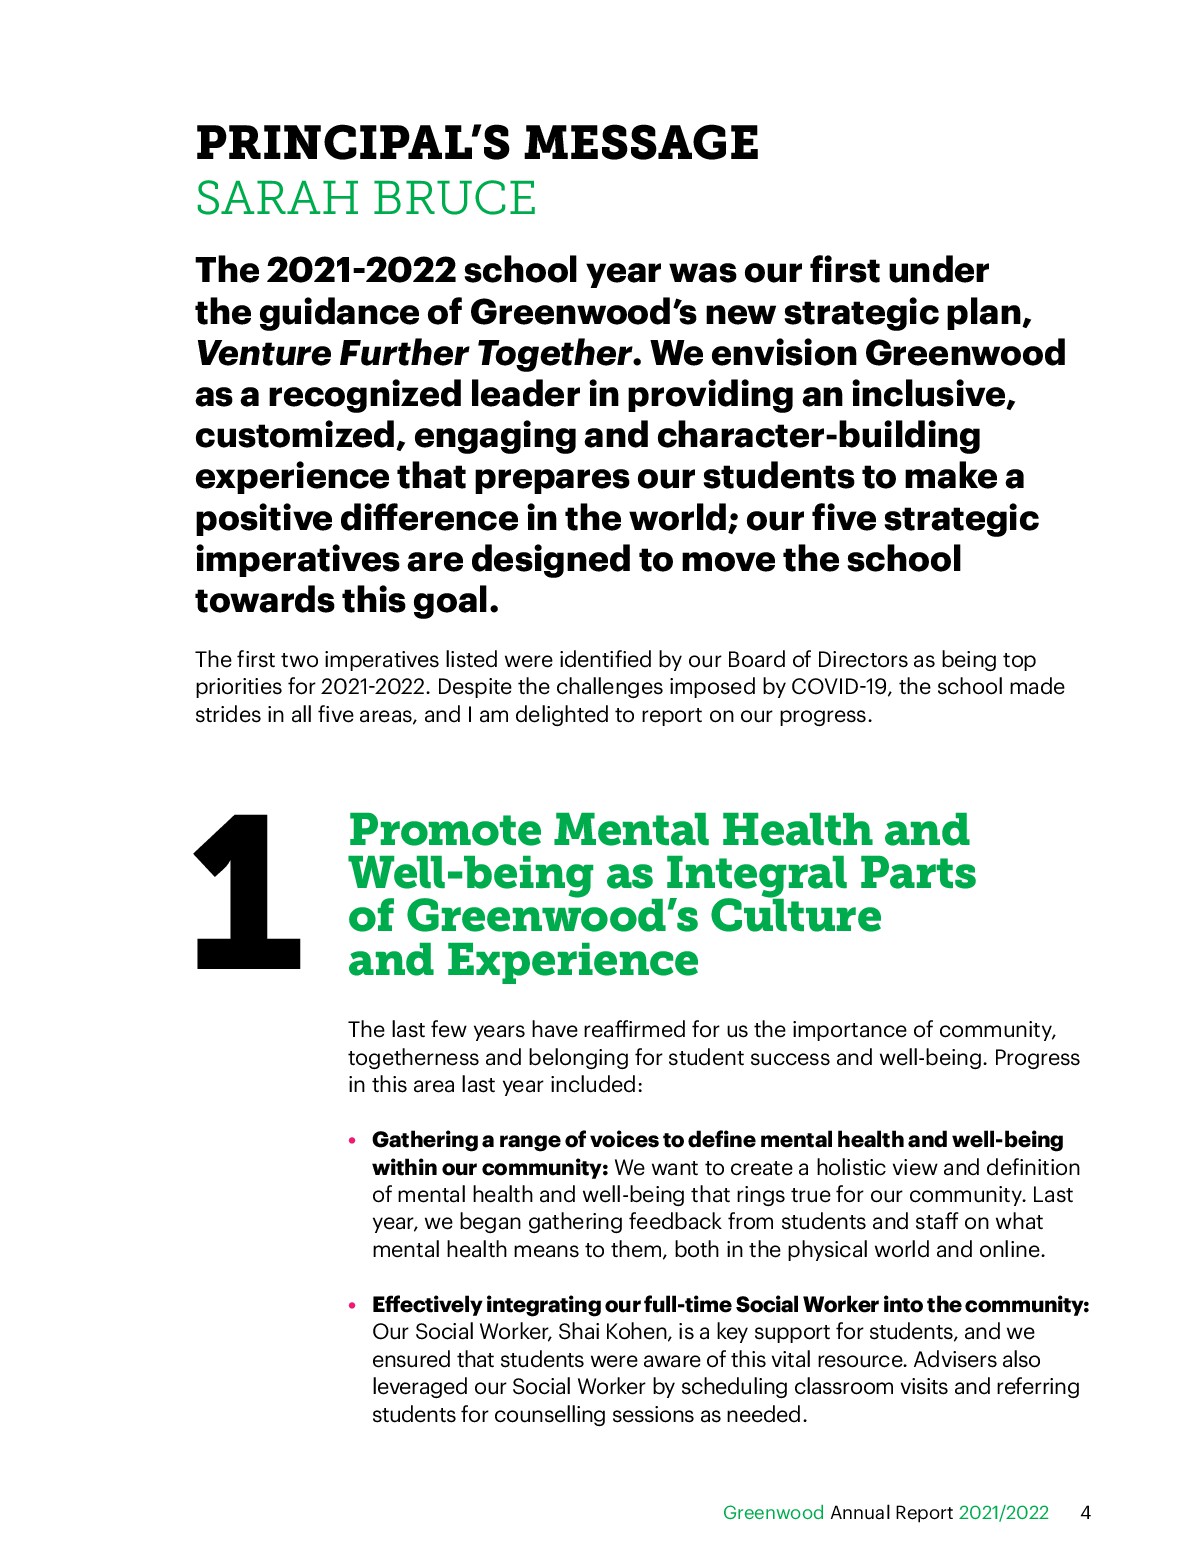 PRINCIPAL’S MESSAGE
SARAH BRUCE
The 2021-2022 school year was our first under
the guidance of Greenwood’s new strategic plan,
Venture Further Together. We envision Greenwood
as a recognized leader in providing an inclusive,
customized, engaging and character-building
experience that prepares our students to make a
positive difference in the world; our five strategic
imperatives are designed to move the school
towards this goal.
The first two imperatives listed were identified by our Board of Directors as being top
priorities for 2021-2022. Despite the challenges imposed by COVID-19, the school made
strides in all five areas, and I am delighted to report on our progress.
1
Promote Mental Health and
Well-being as Integral Parts
of Greenwood’s Culture
and Experience
The last few years have reaffirmed for us the importance of community,
togetherness and belonging for student success and well-being. Progress
in this area last year included:
• Gathering a range of voices to define mental health and well-being
within our community: We want to create a holistic view and definition
of mental health and well-being that rings true for our community. Last
year, we began gathering feedback from students and staff on what
mental health means to them, both in the physical world and online.
• Effectively integrating our full-time Social Worker into the community:
Our Social Worker, Shai Kohen, is a key support for students, and we
ensured that students were aware of this vital resource. Advisers also
leveraged our Social Worker by scheduling classroom visits and referring
students for counselling sessions as needed.
Greenwood Annual Report 2021/2022 4